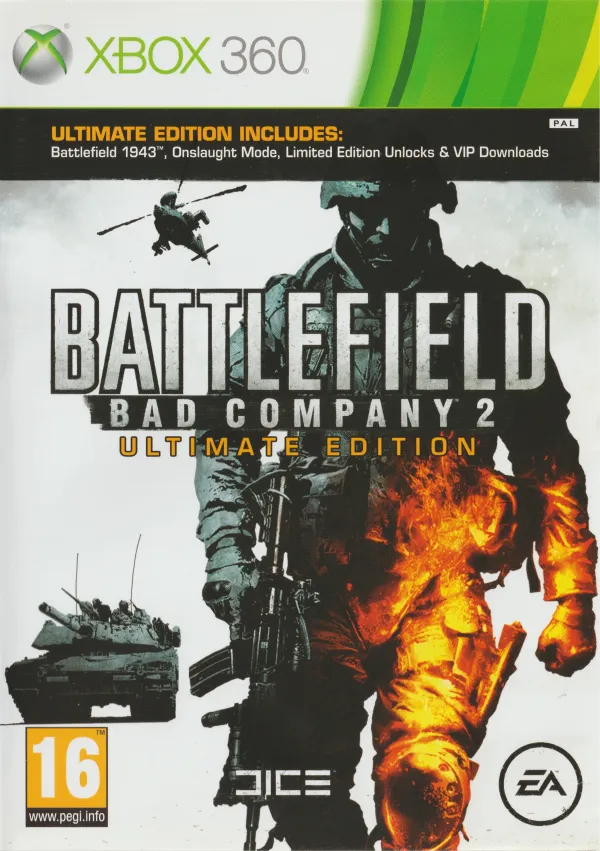 XBOX 360®
PAL
ULTIMATE EDITION INCLUDES:
Battlefield 1943™, Onslaught Mode, Limited Edition Unlocks & VIP Downloads
BATTLEFIELD
BAD COMPANY 2
ULTIMATE EDITION
16™
www.pegi.info
DICE
EA